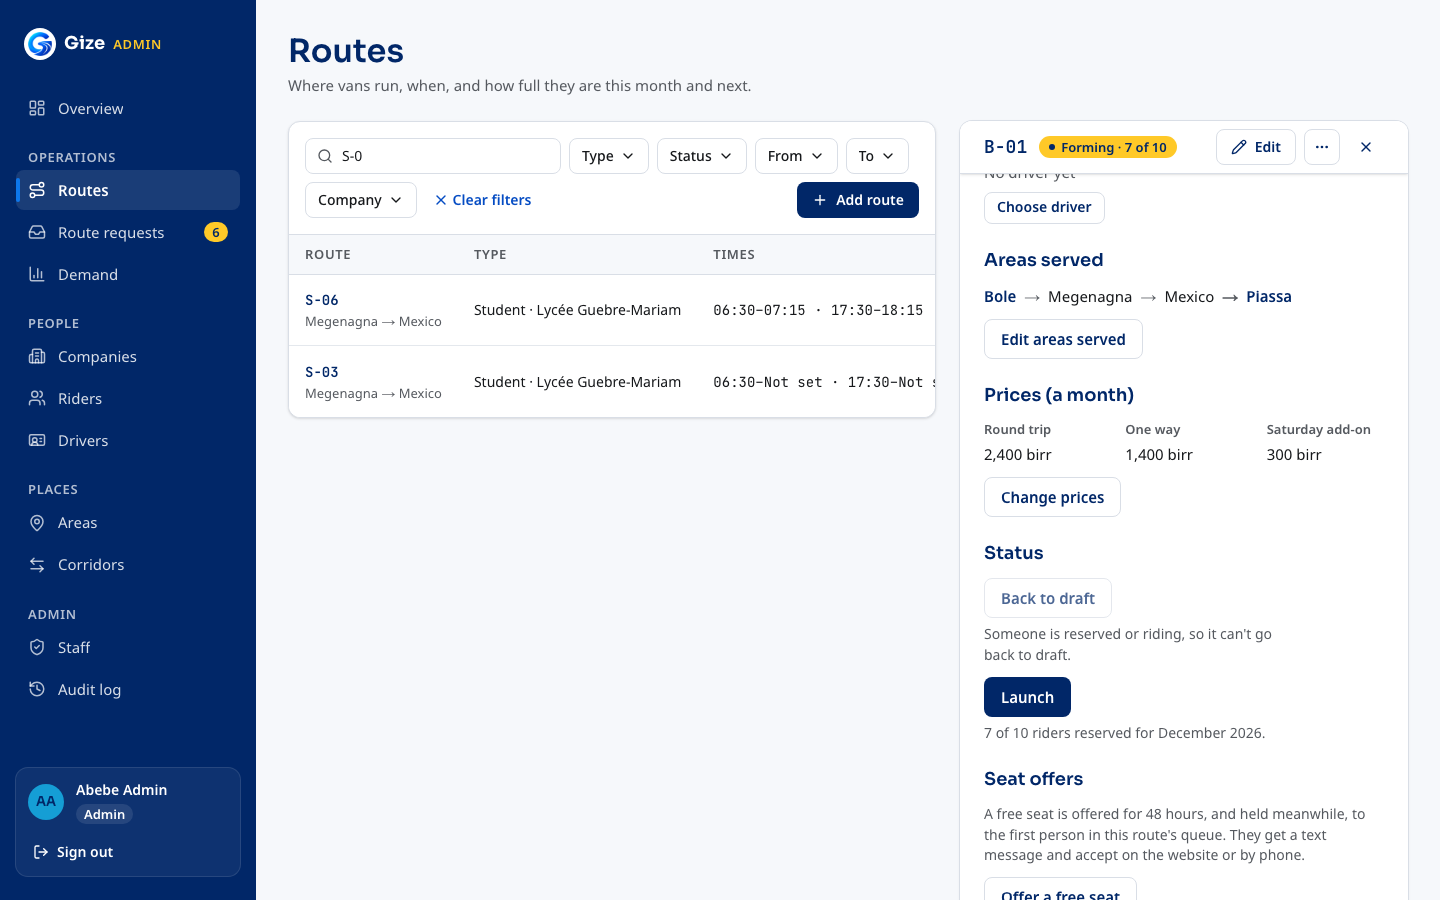 Gize ADMIN
Overview
OPERATIONS
Routes
Route requests 6
Demand
PEOPLE
Companies
Riders
Drivers
PLACES
Areas
Corridors
ADMIN
Staff
Audit log
AA Abebe Admin
Admin
Sign out
Routes
Where vans run, when, and how full they are this month and next.
S-0 Type Status From To
Company Clear filters Add route
ROUTE TYPE TIMES
S-06
Megenagna → Mexico
Student · Lycée Guebre-Mariam
06:30–07:15 · 17:30–18:15
S-03
Megenagna → Mexico
Student · Lycée Guebre-Mariam
06:30–Not set · 17:30–Not
B-01 Forming · 7 of 10 Edit
No driver yet
Choose driver
Areas served
Bole → Megenagna → Mexico → Piassa
Edit areas served
Prices (a month)
Round trip One way Saturday add-on
2,400 birr 1,400 birr 300 birr
Change prices
Status
Back to draft
Someone is reserved or riding, so it can't go
back to draft.
Launch
7 of 10 riders reserved for December 2026.
Seat offers
A free seat is offered for 48 hours, and held meanwhile, to
the first person in this route's queue. They get a text
message and accept on the website or by phone.
Offer a free seat